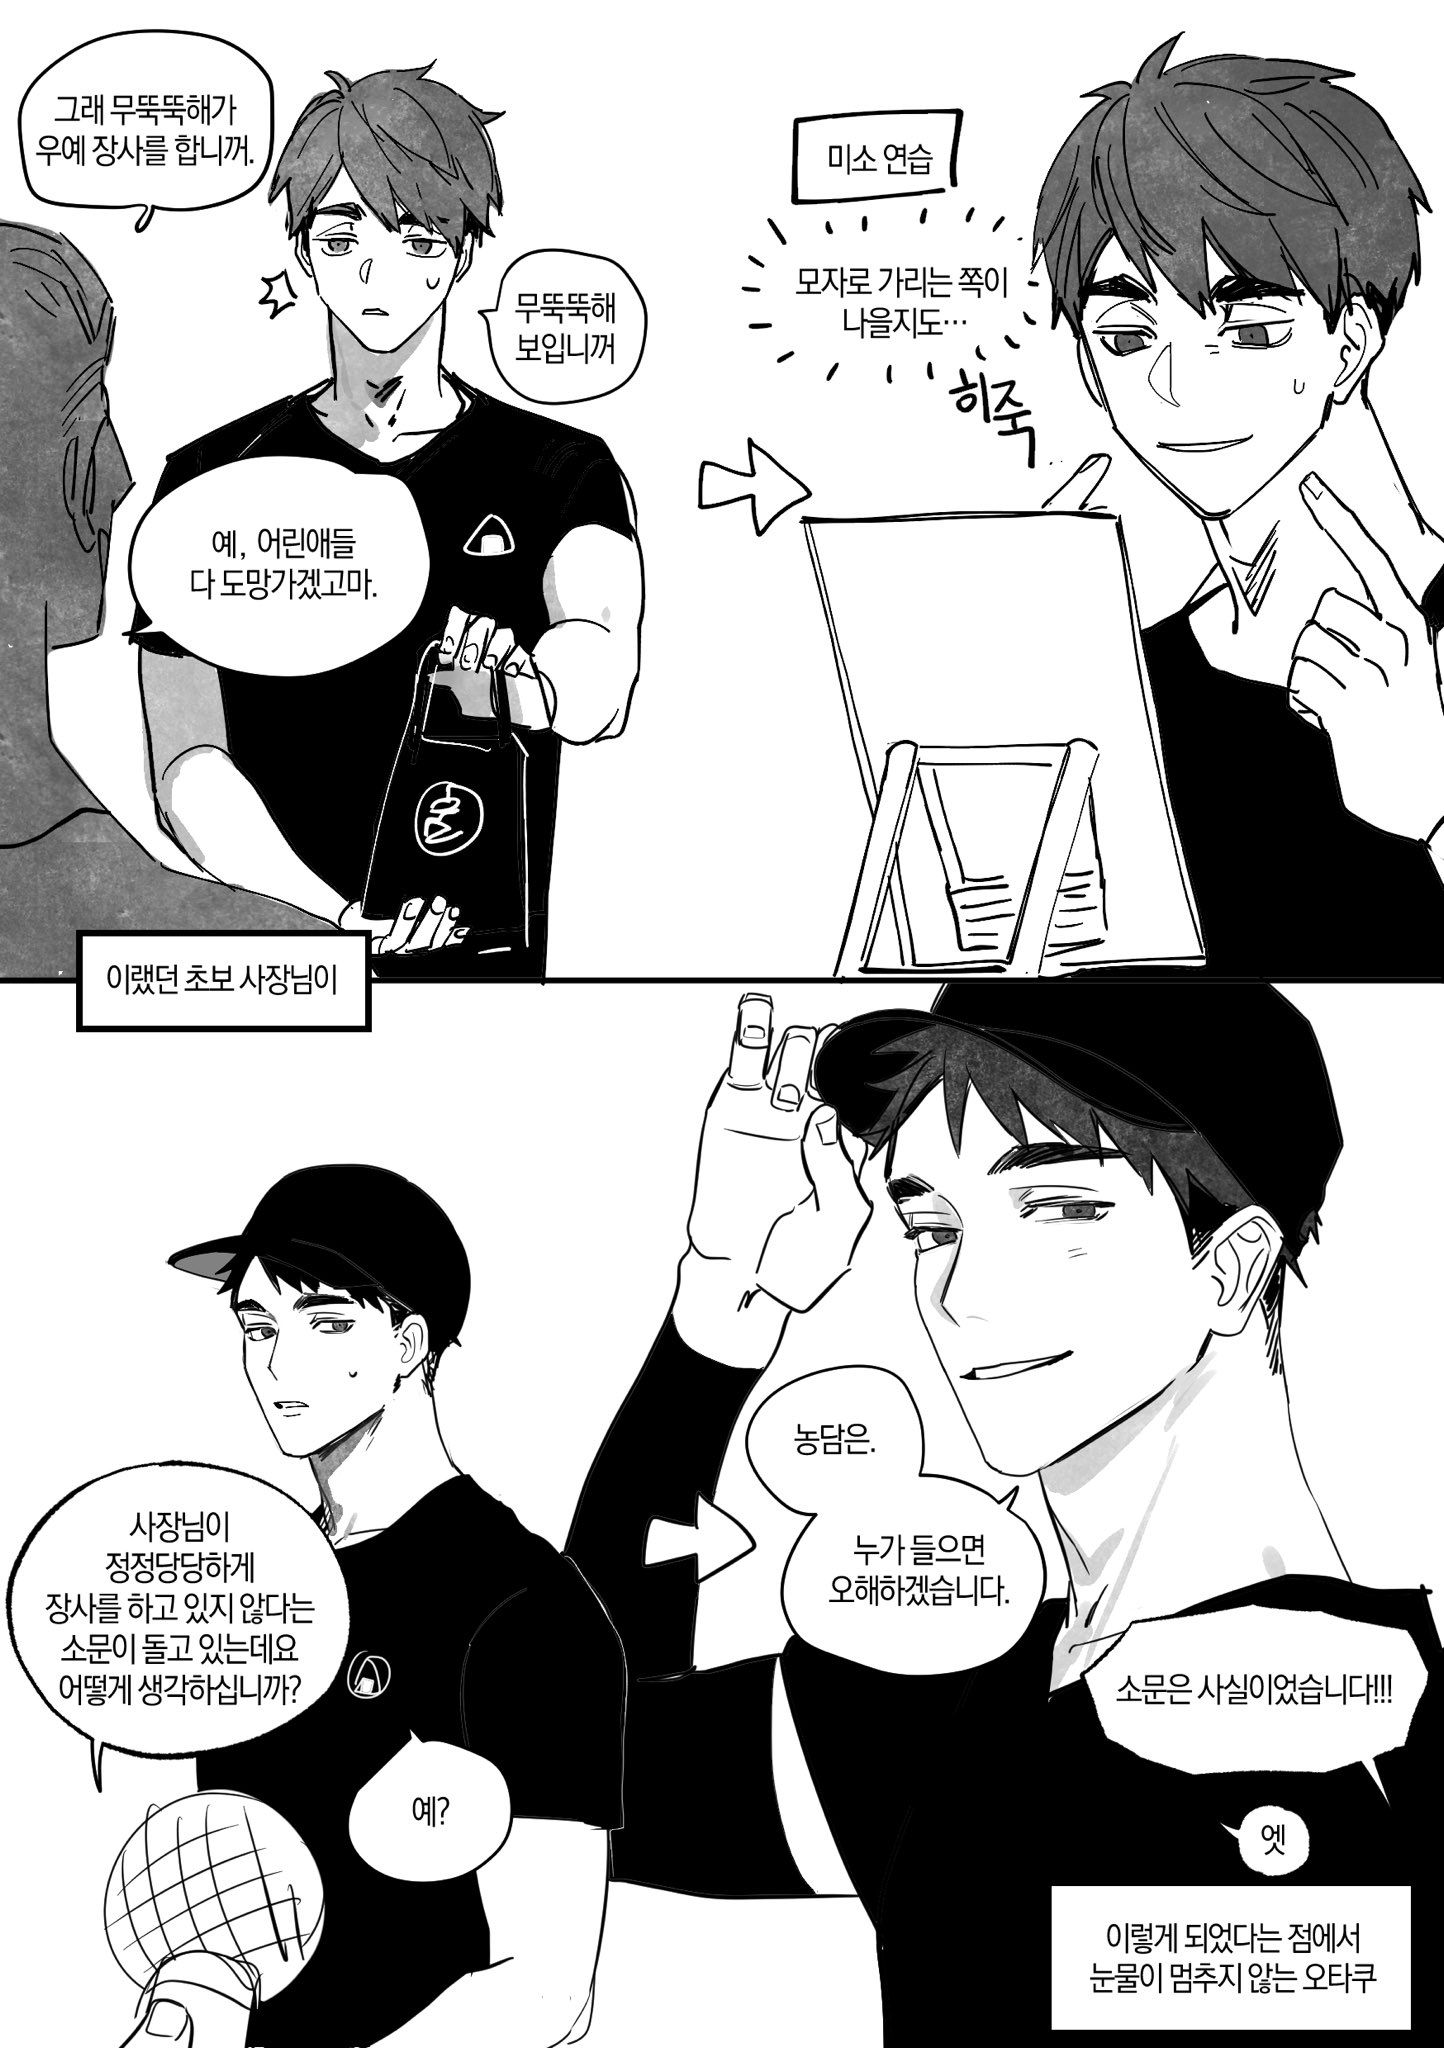 그래 무뚝뚝해가
우예 장사를 합니꺼.
무뚝뚝해
보입니꺼
예, 어린애들
다 도망가겠고마.
미소 연습
모자로 가리는 쪽이
나을지도…
히죽
이랬던 초보 사장님이
사장님이
정정당당하게
장사를 하고 있지 않다는
소문이 돌고 있는데요
어떻게 생각하십니까?
예?
농담은.
누가 들으면
오해하겠습니다.
소문은 사실이었습니다!!!
엣
이렇게 되었다는 점에서
눈물이 멈추지 않는 오타쿠